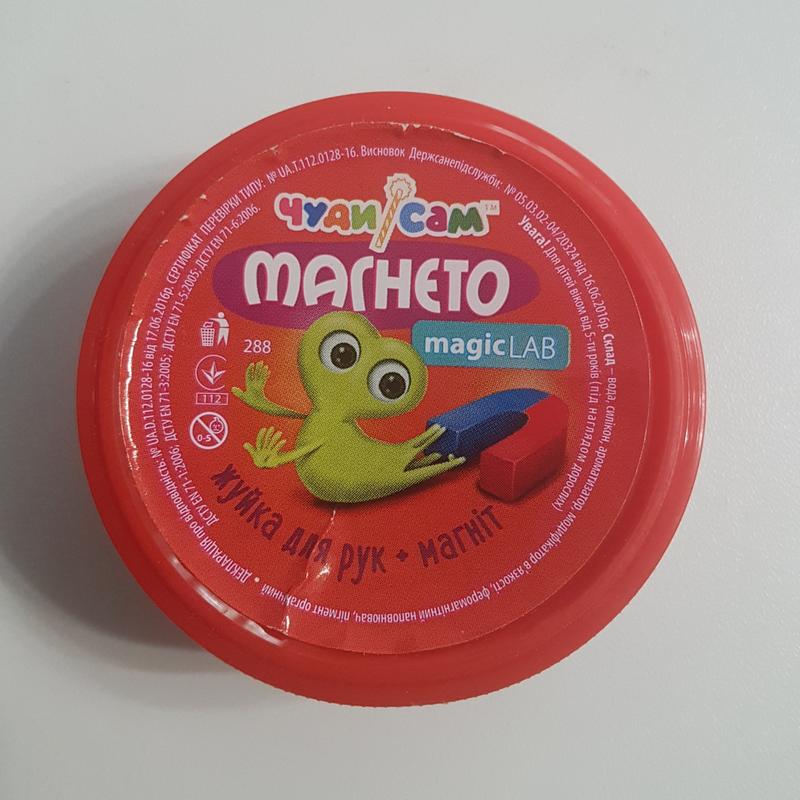 ЧУДИ САМ™
МАГНЕТО
magicLAB
288
112
0-5
жуйка для рук + магніт
• ДЕКЛАРАЦІЯ про відповідність: № UA.D.112.0128-16 від 17.06.2016р. СЕРТИФІКАТ ПЕРЕВІРКИ ТИПУ: № UA.T.112.0128-16. Висновок Держсанепідслужби: № 05.03.02-04/20324 від 16.06.2016р. Склад – вода, силікон, ароматизатор, модифікатор в'язкості, феромагнітний наповнювач, пігмент органічний
ДСТУ EN 71-1:2006; ДСТУ EN 71-3:2005; ДСТУ EN 71-5:2005; ДСТУ EN 71-6:2006.
Увага! Для дітей віком від 5-ти років (під наглядом дорослих)